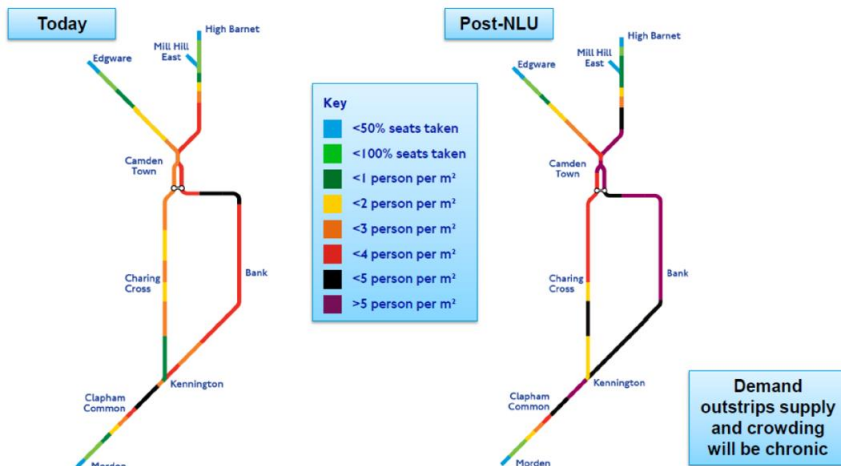 Today
High Barnet
Mill Hill
East
Edgware
Camden
Town
Charing
Cross
Bank
Kennington
Clapham
Common
Morden
Key
<50% seats taken
<100% seats taken
<1 person per m²
<2 person per m²
<3 person per m²
<4 person per m²
<5 person per m²
>5 person per m²
Post-NLU
High Barnet
Mill Hill
East
Edgware
Camden
Town
Charing
Cross
Bank
Kennington
Clapham
Common
Morden
Demand
outstrips supply
and crowding
will be chronic